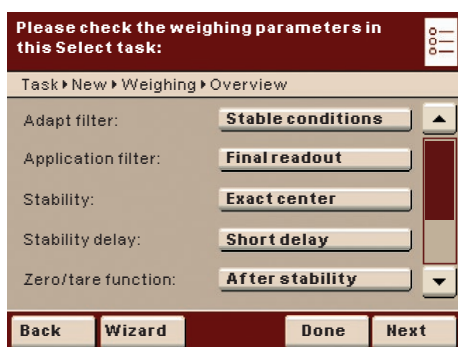 Please check the weighing parameters in
this Select task:
Task▸New▸Weighing▸Overview
Adapt filter: Stable conditions
Application filter: Final readout
Stability: Exact center
Stability delay: Short delay
Zero/tare function: After stability
Back Wizard Done Next